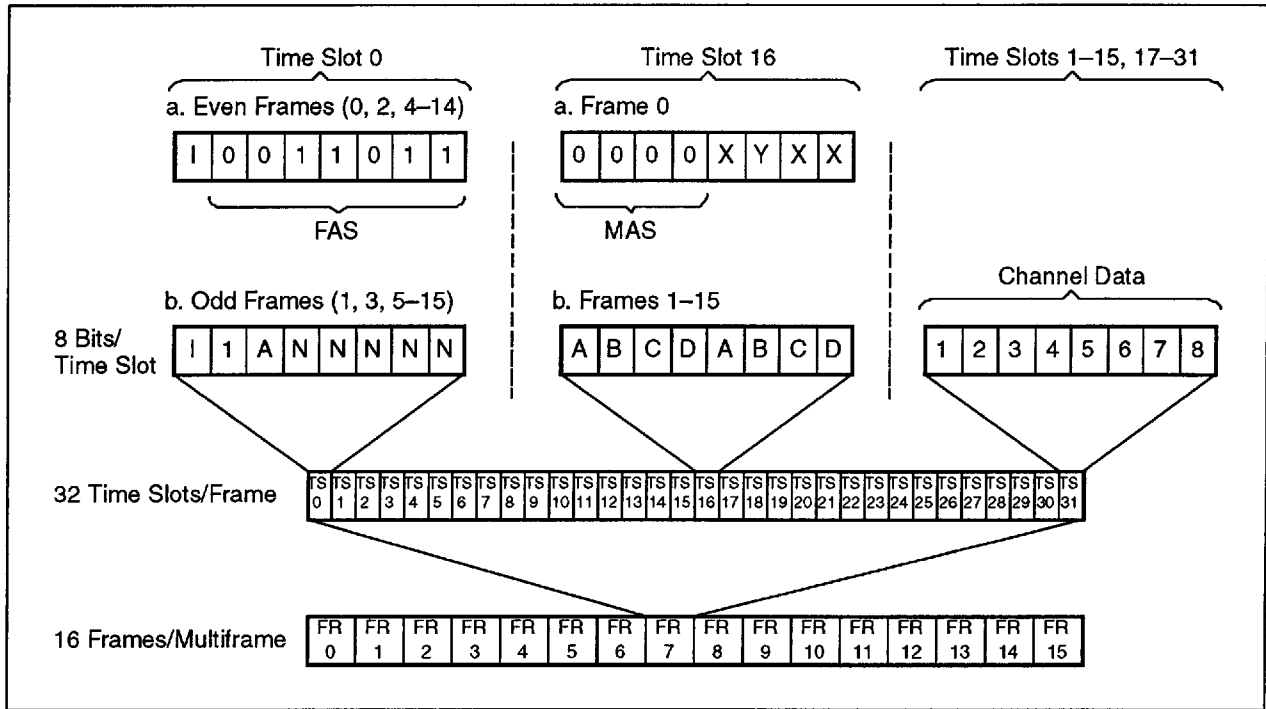 Time Slot 0
Time Slot 16
Time Slots 1–15, 17–31
a. Even Frames (0, 2, 4–14)
a. Frame 0
I 0 0 1 1 0 1 1
0 0 0 0 X Y X X
FAS
MAS
Channel Data
b. Odd Frames (1, 3, 5–15)
b. Frames 1–15
8 Bits/
Time Slot
I 1 A N N N N N
A B C D A B C D
1 2 3 4 5 6 7 8
32 Time Slots/Frame
TS TS TS TS TS TS TS TS TS TS TS TS TS TS TS TS TS TS TS TS TS TS TS TS TS TS TS TS TS TS TS TS
0 1 2 3 4 5 6 7 8 9 10 11 12 13 14 15 16 17 18 19 20 21 22 23 24 25 26 27 28 29 30 31
16 Frames/Multiframe
FR FR FR FR FR FR FR FR FR FR FR FR FR FR FR FR
0 1 2 3 4 5 6 7 8 9 10 11 12 13 14 15